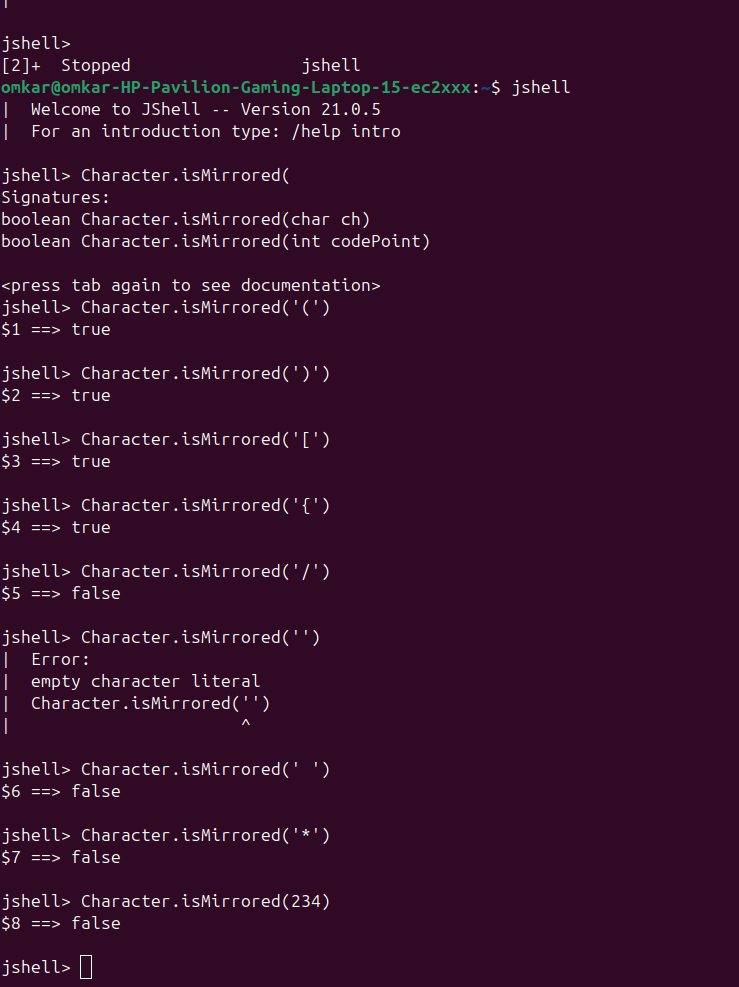 |
jshell>
[2]+  Stopped                 jshell
omkar@omkar-HP-Pavilion-Gaming-Laptop-15-ec2xxx:~$ jshell
|  Welcome to JShell -- Version 21.0.5
|  For an introduction type: /help intro
jshell> Character.isMirrored(
Signatures:
boolean Character.isMirrored(char ch)
boolean Character.isMirrored(int codePoint)
<press tab again to see documentation>
jshell> Character.isMirrored('(')
$1 ==> true
jshell> Character.isMirrored(')')
$2 ==> true
jshell> Character.isMirrored('[')
$3 ==> true
jshell> Character.isMirrored('{')
$4 ==> true
jshell> Character.isMirrored('/')
$5 ==> false
jshell> Character.isMirrored('')
|  Error:
|  empty character literal
|  Character.isMirrored('')
|                       ^
jshell> Character.isMirrored(' ')
$6 ==> false
jshell> Character.isMirrored('*')
$7 ==> false
jshell> Character.isMirrored(234)
$8 ==> false
jshell>